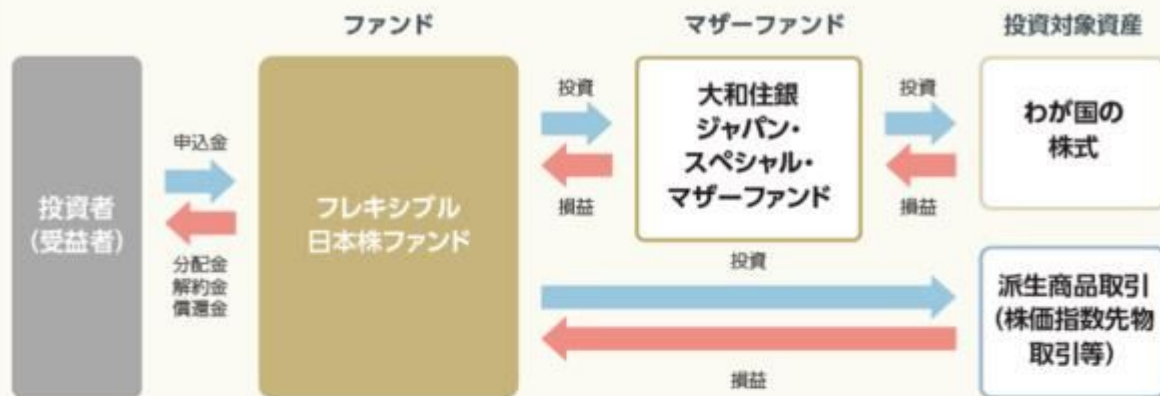 ファンド
マザーファンド
投資対象資産
投資者
（受益者）
申込金
分配金
解約金
償還金
フレキシブル
日本株ファンド
投資
損益
大和住銀
ジャパン・
スペシャル・
マザーファンド
投資
損益
わが国の
株式
投資
損益
派生商品取引
（株価指数先物
取引等）